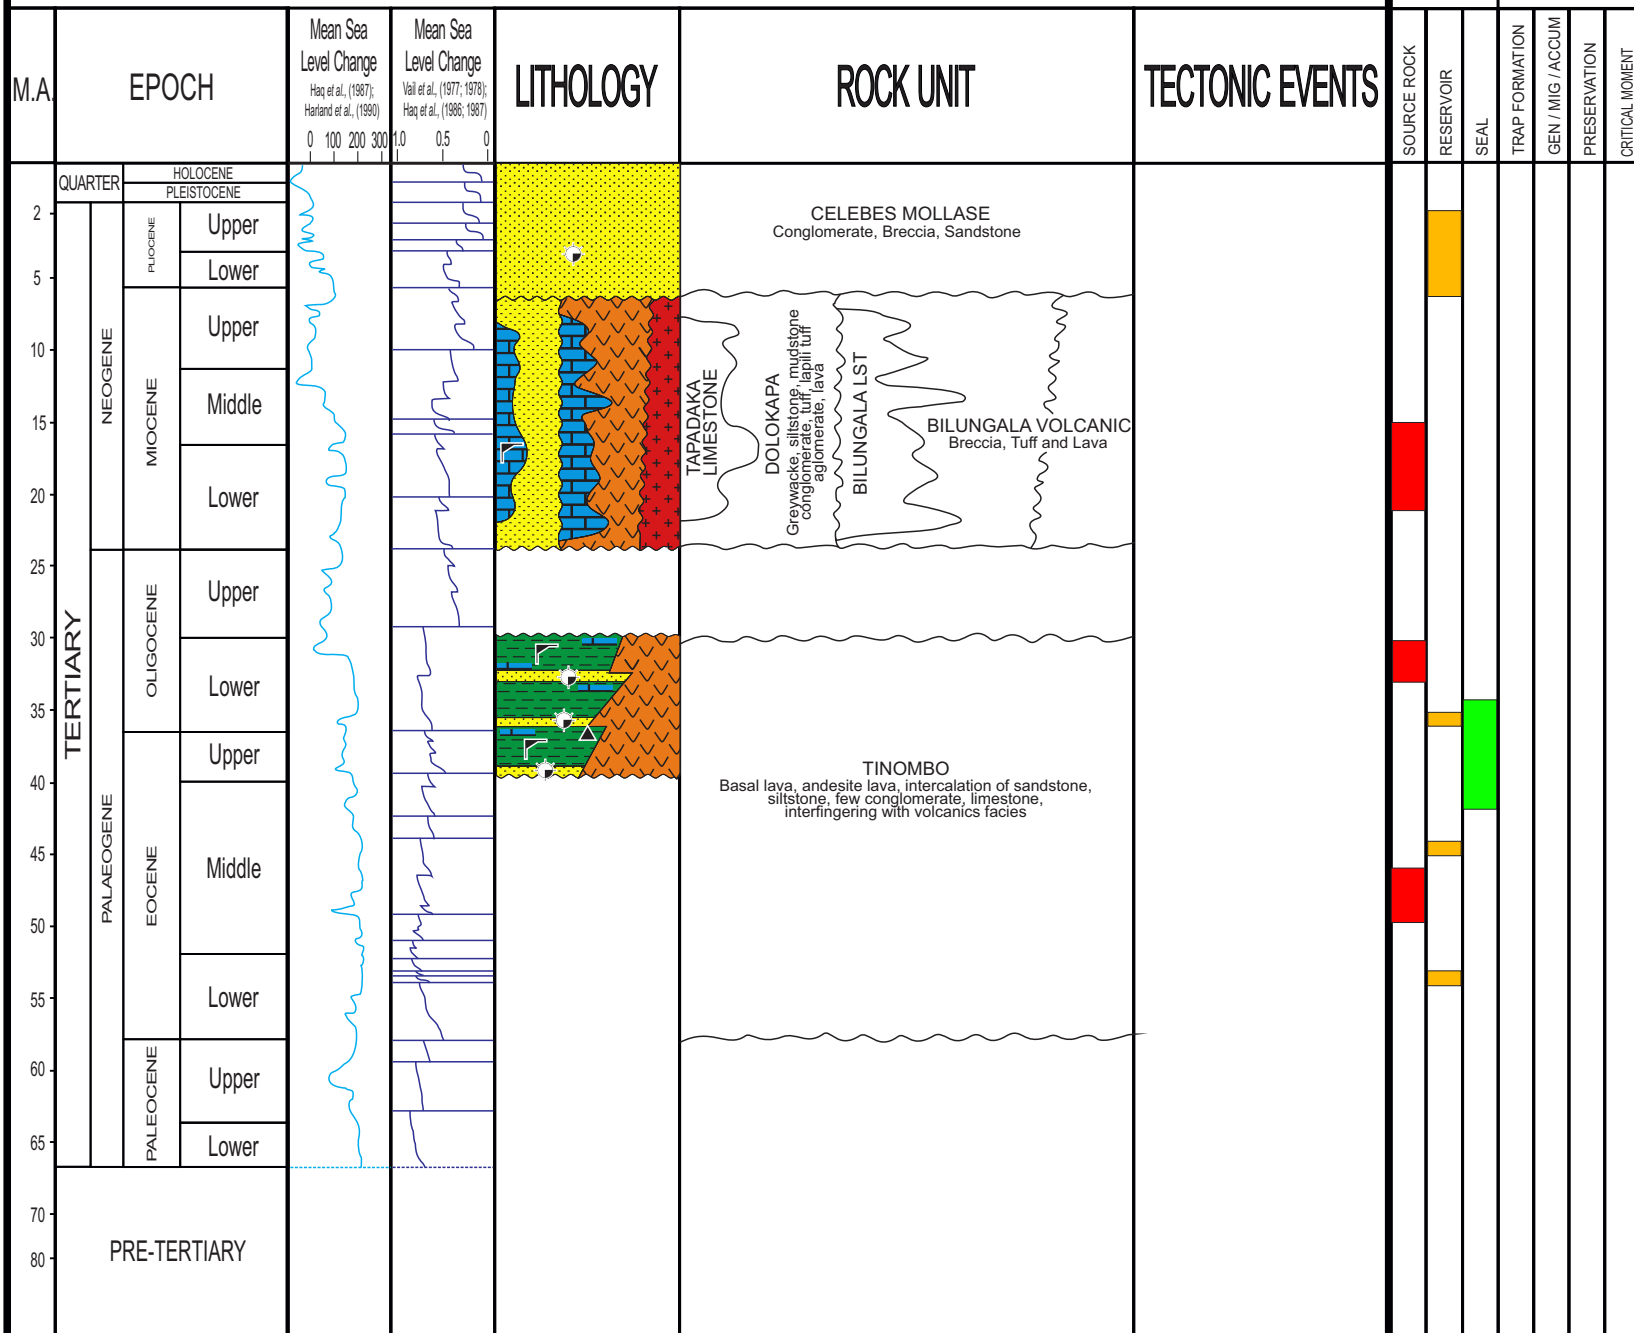 M.A.
EPOCH
Mean Sea
Level Change
Haq et al., (1987);
Harland et al., (1990)
0 100 200 300
Mean Sea
Level Change
Vail et al., (1977; 1978);
Haq et al., (1986; 1987)
1.0 0.5 0
LITHOLOGY
ROCK UNIT
TECTONIC EVENTS
SOURCE ROCK
RESERVOIR
SEAL
TRAP FORMATION
GEN / MIG / ACCUM
PRESERVATION
CRITICAL MOMENT
2
5
10
15
20
25
30
35
40
45
50
55
60
65
70
80
QUARTER
HOLOCENE
PLEISTOCENE
TERTIARY
NEOGENE
PLIOCENE
Upper
Lower
MIOCENE
Upper
Middle
Lower
PALAEOGENE
OLIGOCENE
Upper
Lower
EOCENE
Upper
Middle
Lower
PALEOCENE
Upper
Lower
PRE-TERTIARY
CELEBES MOLLASE
Conglomerate, Breccia, Sandstone
TAPADAKA
LIMESTONE
DOLOKAPA
Greywacke, siltstone, mudstone
conglomerate, tuff, lapili tuff
aglomerate, lava
BILUNGALA LST
BILUNGALA VOLCANIC
Breccia, Tuff and Lava
TINOMBO
Basal lava, andesite lava, intercalation of sandstone,
siltstone, few conglomerate, limestone,
interfingering with volcanics facies